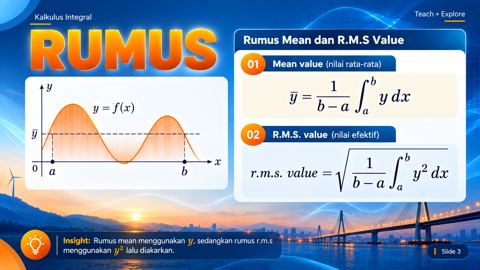 Kalkulus Integral
Teach + Explore
RUMUS
Rumus Mean dan R.M.S Value
01 Mean value (nilai rata-rata)
ȳ = 1/(b − a) ∫_a^b y dx
02 R.M.S. value (nilai efektif)
r.m.s. value = √(1/(b − a) ∫_a^b y² dx)
y
y = f(x)
ȳ
0 a b x
Insight: Rumus mean menggunakan y, sedangkan rumus r.m.s
menggunakan y² lalu diakarkan.
Slide 3